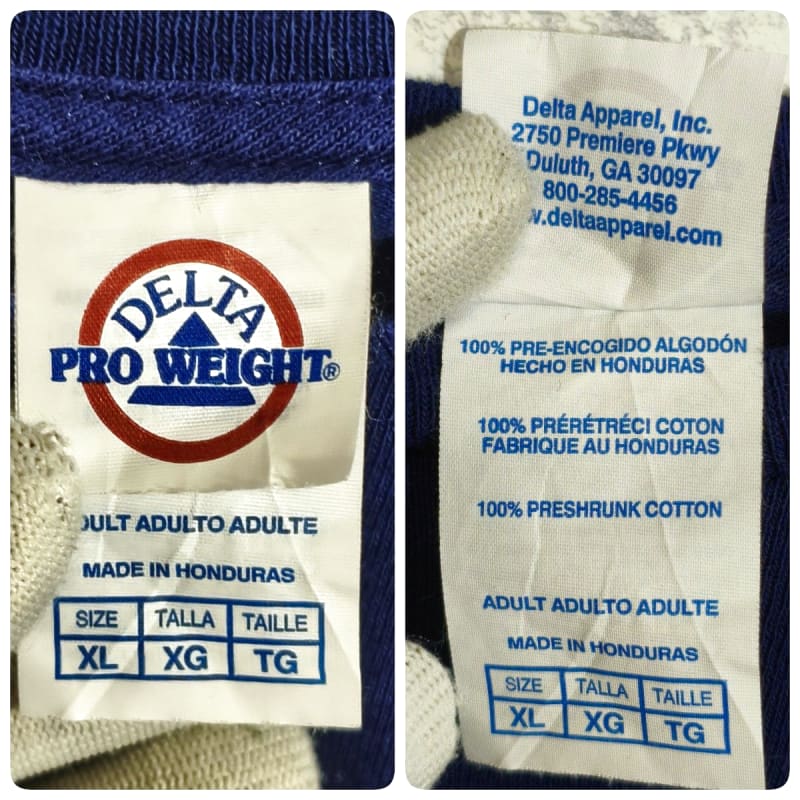 DELTA
PRO WEIGHT®
ADULTO ADULTE
MADE IN HONDURAS
SIZE TALLA TAILLE
XL XG TG
Delta Apparel, Inc.
2750 Premiere Pkwy
Duluth, GA 30097
800-285-4456
.deltaapparel.com
100% PRE-ENCOGIDO ALGODÓN
HECHO EN HONDURAS
100% PRÉRÉTRÉCI COTON
FABRIQUE AU HONDURAS
100% PRESHRUNK COTTON
ADULT ADULTO ADULTE
MADE IN HONDURAS
SIZE TALLA TAILLE
XL XG TG